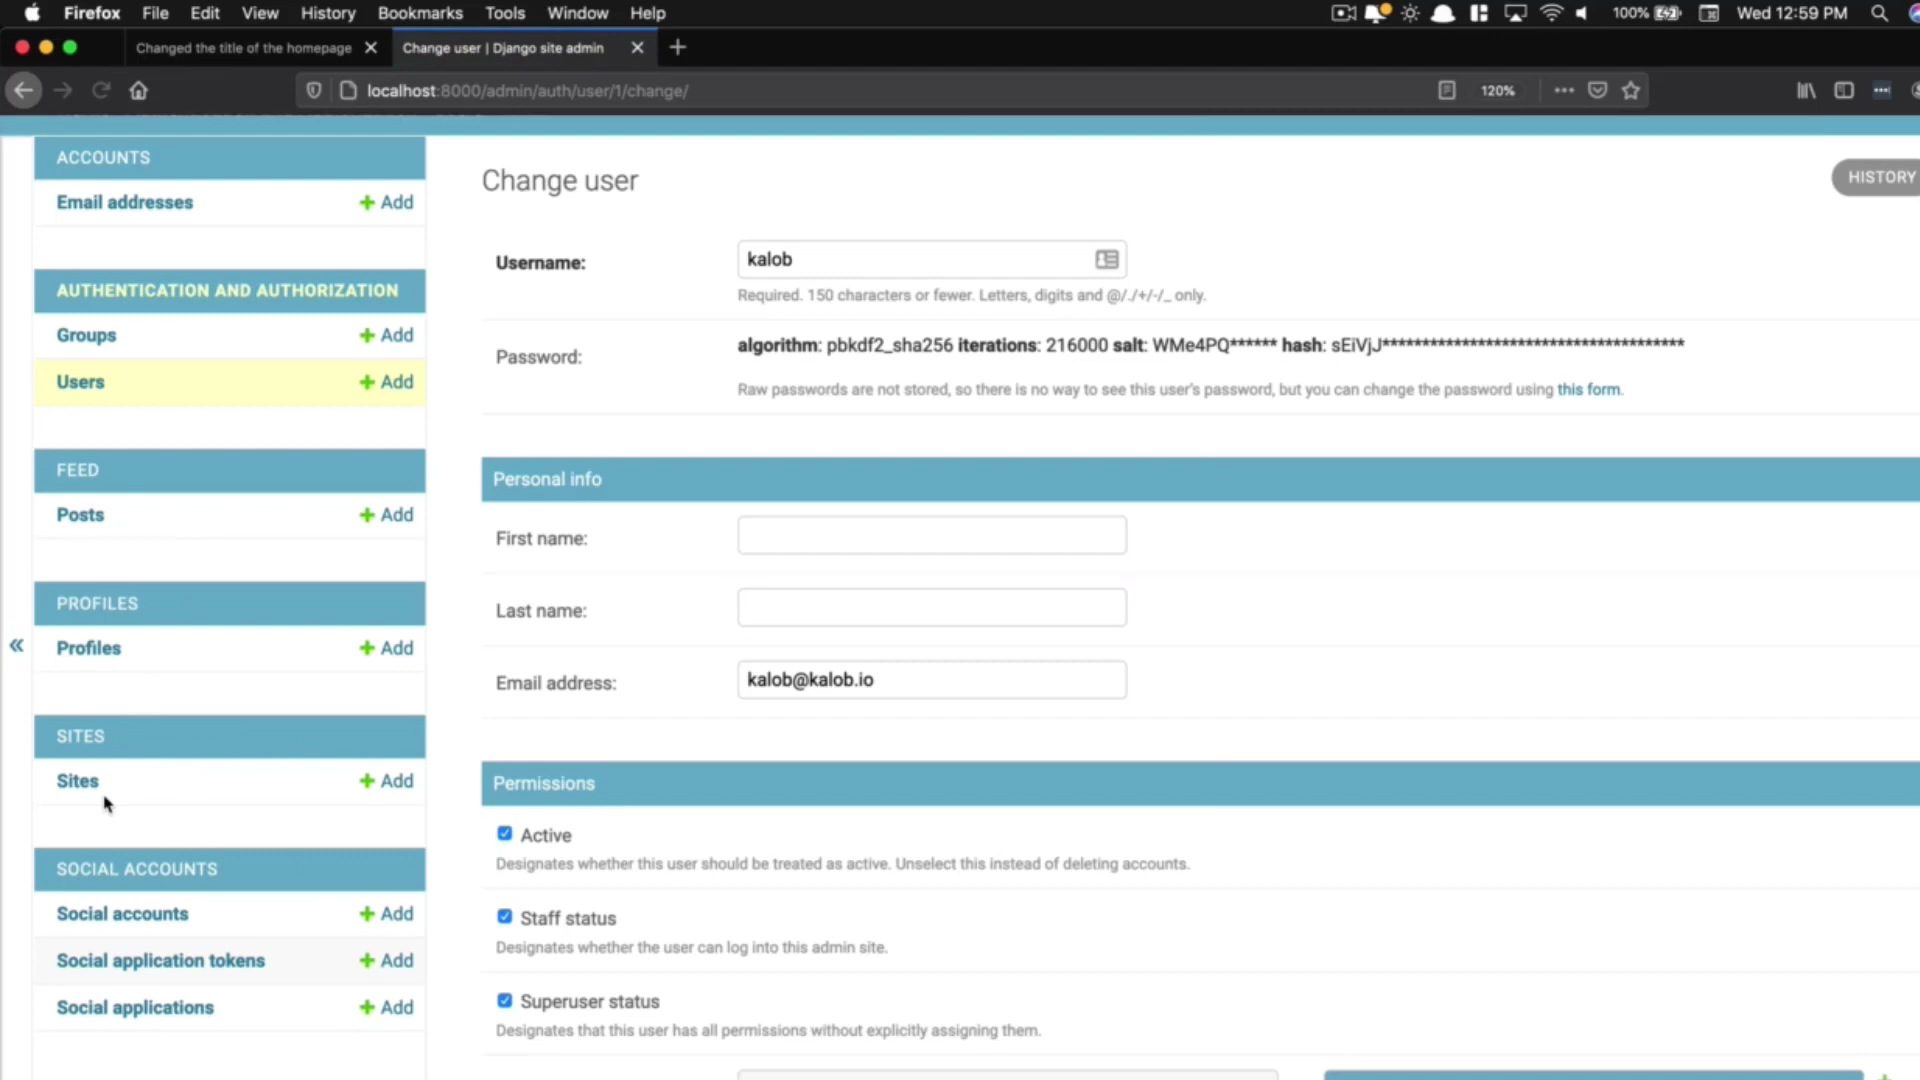 Firefox File Edit View History Bookmarks Tools Window Help 100% Wed 12:59 PM
Changed the title of the homepage Change user | Django site admin
localhost:8000/admin/auth/user/1/change/ 120%
ACCOUNTS
Email addresses Add
AUTHENTICATION AND AUTHORIZATION
Groups Add
Users Add
FEED
Posts Add
PROFILES
Profiles Add
SITES
Sites Add
SOCIAL ACCOUNTS
Social accounts Add
Social application tokens Add
Social applications Add
Change user
HISTORY
Username: kalob
Required. 150 characters or fewer. Letters, digits and @/./+/-/_ only.
Password: algorithm: pbkdf2_sha256 iterations: 216000 salt: WMe4PQ****** hash: sEiVjJ**************************************
Raw passwords are not stored, so there is no way to see this user's password, but you can change the password using this form.
Personal info
First name:
Last name:
Email address: kalob@kalob.io
Permissions
Active
Designates whether this user should be treated as active. Unselect this instead of deleting accounts.
Staff status
Designates whether the user can log into this admin site.
Superuser status
Designates that this user has all permissions without explicitly assigning them.